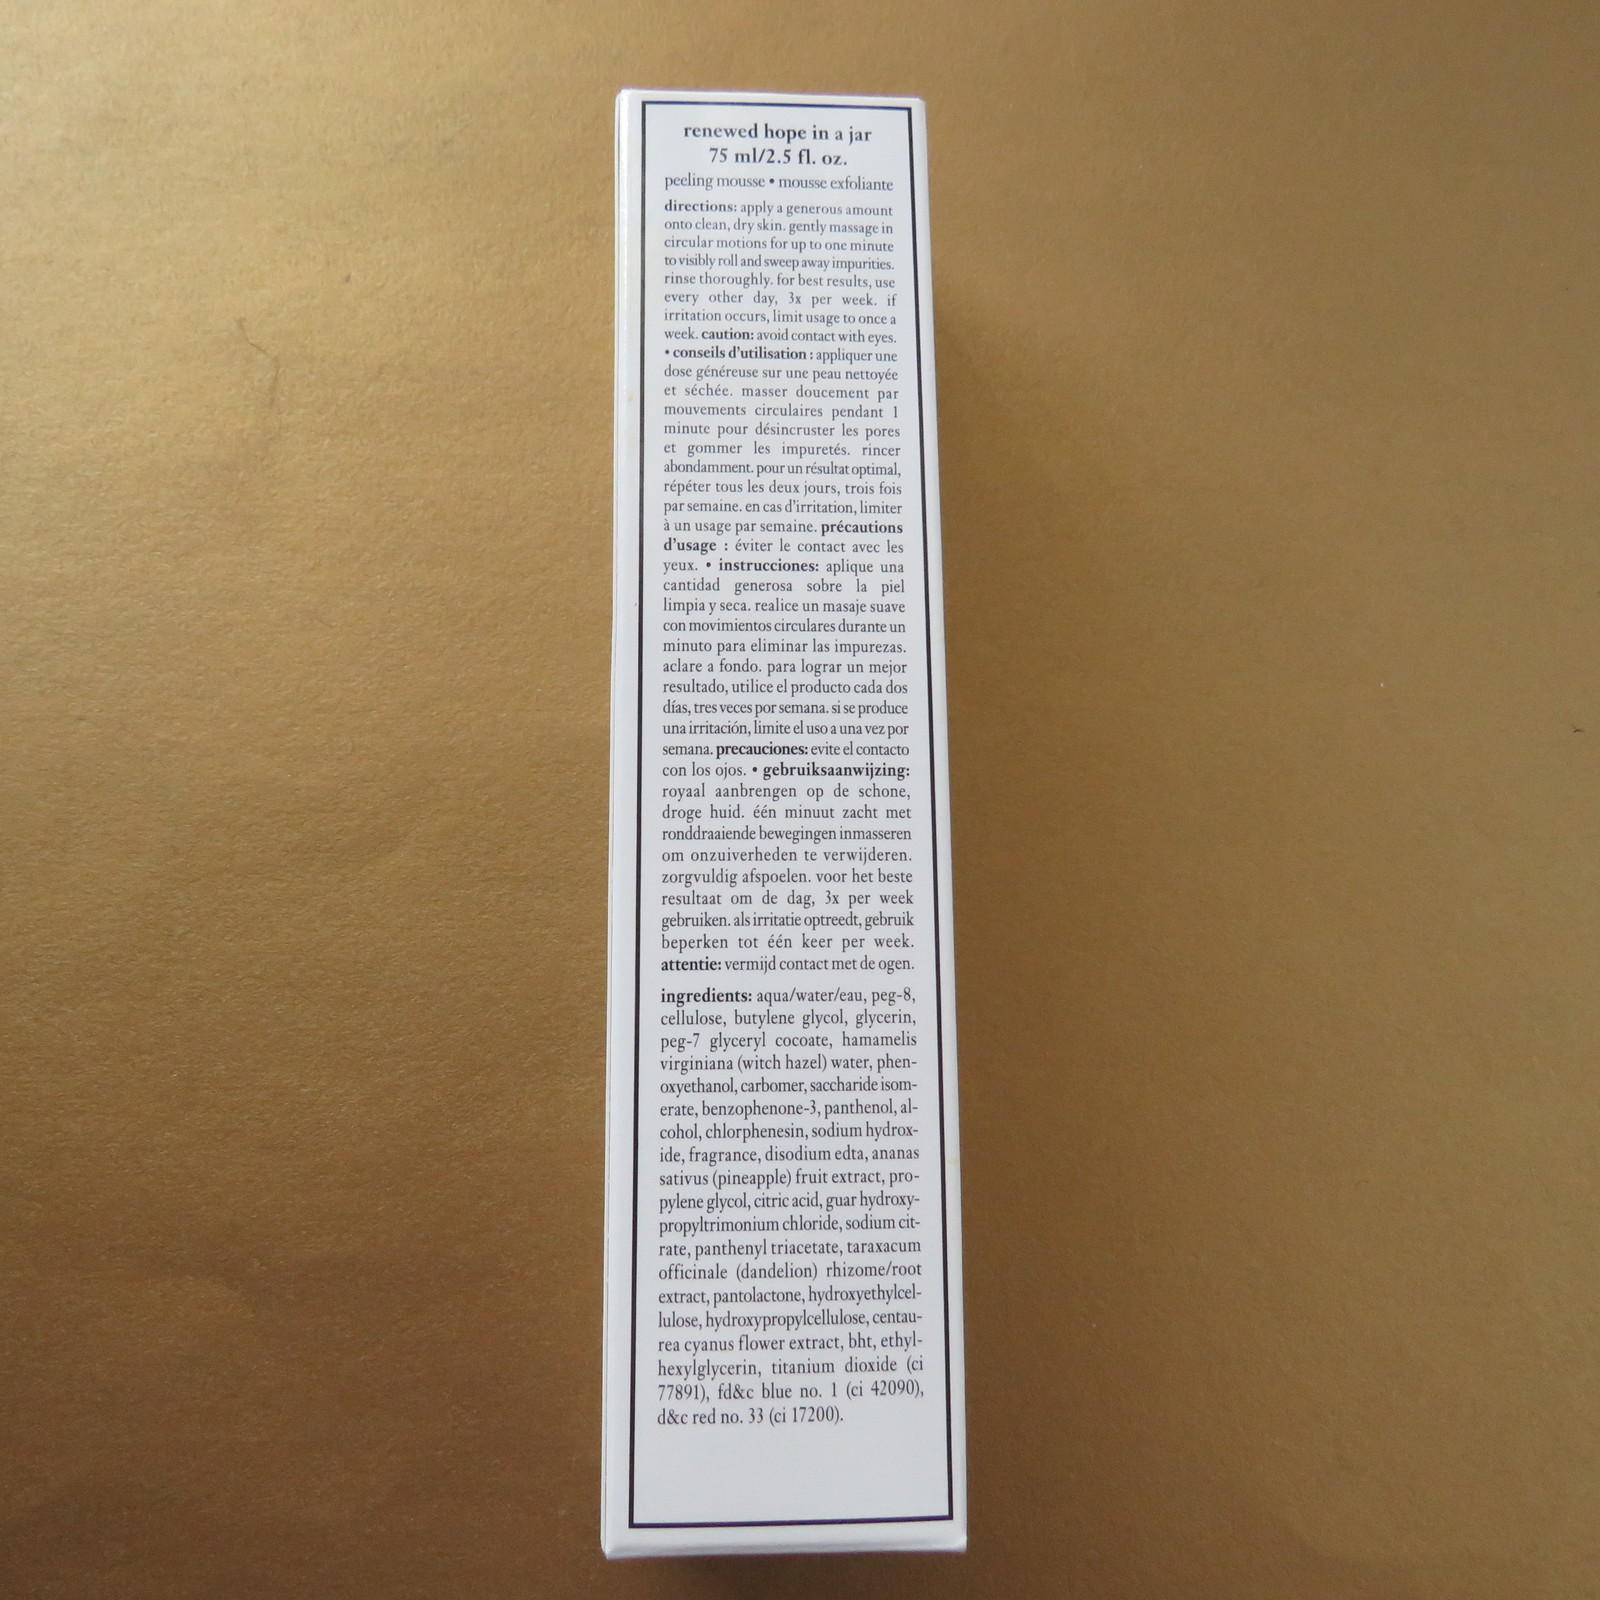 renewed hope in a jar
75 ml/2.5 fl. oz.
peeling mousse • mousse exfoliante
directions: apply a generous amount
onto clean, dry skin. gently massage in
circular motions for up to one minute
to visibly roll and sweep away impurities.
rinse thoroughly. for best results, use
every other day, 3x per week. if
irritation occurs, limit usage to once a
week. caution: avoid contact with eyes.
• conseils d'utilisation : appliquer une
dose généreuse sur une peau nettoyée
et séchée. masser doucement par
mouvements circulaires pendant 1
minute pour désincruster les pores
et gommer les impuretés. rincer
abondamment. pour un résultat optimal,
répéter tous les deux jours, trois fois
par semaine. en cas d'irritation, limiter
à un usage par semaine. précautions
d'usage : éviter le contact avec les
yeux. • instrucciones: aplique una
cantidad generosa sobre la piel
limpia y seca. realice un masaje suave
con movimientos circulares durante un
minuto para eliminar las impurezas.
aclare a fondo. para lograr un mejor
resultado, utilice el producto cada dos
días, tres veces por semana. si se produce
una irritación, limite el uso a una vez por
semana. precauciones: evite el contacto
con los ojos. • gebruiksaanwijzing:
royaal aanbrengen op de schone,
droge huid. één minuut zacht met
ronddraaiende bewegingen inmasseren
om onzuiverheden te verwijderen.
zorgvuldig afspoelen. voor het beste
resultaat om de dag, 3x per week
gebruiken. als irritatie optreedt, gebruik
beperken tot één keer per week.
attentie: vermijd contact met de ogen.
ingredients: aqua/water/eau, peg-8,
cellulose, butylene glycol, glycerin,
peg-7 glyceryl cocoate, hamamelis
virginiana (witch hazel) water, phen-
oxyethanol, carbomer, saccharide isom-
erate, benzophenone-3, panthenol, al-
cohol, chlorphenesin, sodium hydrox-
ide, fragrance, disodium edta, ananas
sativus (pineapple) fruit extract, pro-
pylene glycol, citric acid, guar hydroxy-
propyltrimonium chloride, sodium cit-
rate, panthenyl triacetate, taraxacum
officinale (dandelion) rhizome/root
extract, pantolactone, hydroxyethylcel-
lulose, hydroxypropylcellulose, centau-
rea cyanus flower extract, bht, ethyl-
hexylglycerin, titanium dioxide (ci
77891), fd&c blue no. 1 (ci 42090),
d&c red no. 33 (ci 17200).